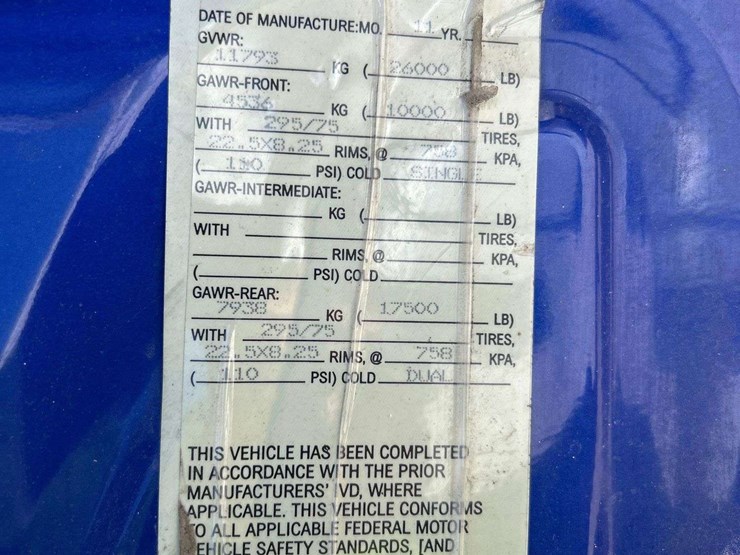 DATE OF MANUFACTURE:MO. 11 YR.
GVWR:
11793 KG ( 26000 LB)
GAWR-FRONT:
4536 KG ( 10000 LB)
WITH 295/75 TIRES,
22.5X8.25 RIMS, @ 758 KPA,
( 110 PSI) COLD SINGLE
GAWR-INTERMEDIATE:
KG ( LB)
WITH TIRES,
RIMS, @ KPA,
( PSI) COLD
GAWR-REAR:
7938 KG ( 17500 LB)
WITH 295/75 TIRES,
22.5X8.25 RIMS, @ 758 KPA,
( 110 PSI) COLD DUAL
THIS VEHICLE HAS BEEN COMPLETED
IN ACCORDANCE WITH THE PRIOR
MANUFACTURERS' IVD, WHERE
APPLICABLE. THIS VEHICLE CONFORMS
TO ALL APPLICABLE FEDERAL MOTOR
VEHICLE SAFETY STANDARDS, [AND